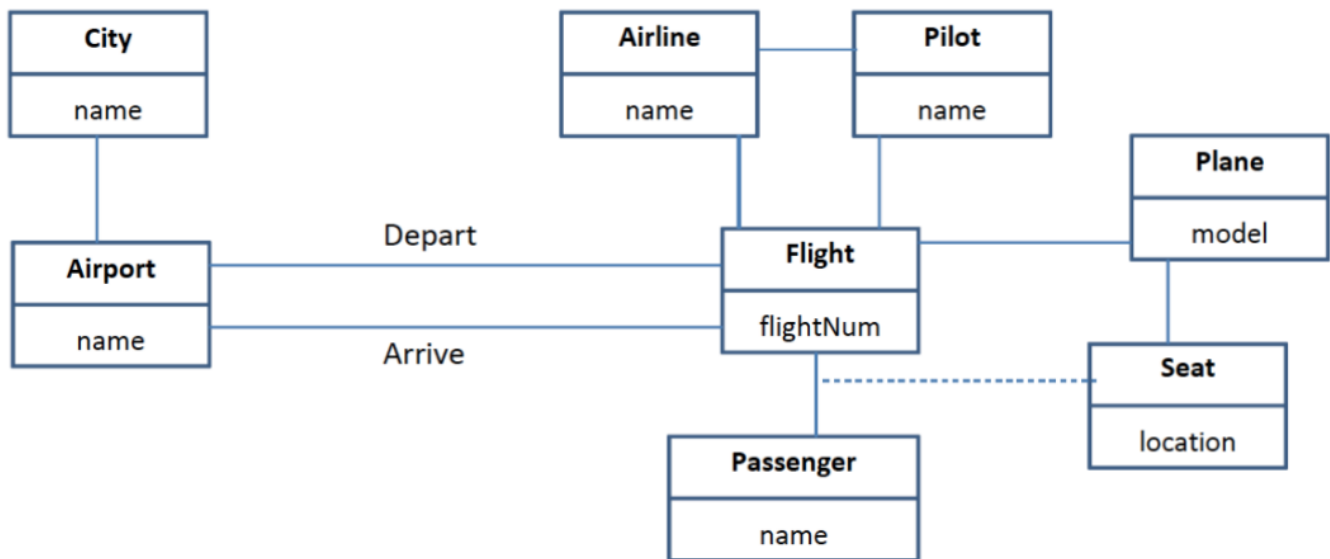 City
name
Airline
name
Pilot
name
Plane
model
Airport
name
Depart
Arrive
Flight
flightNum
Seat
location
Passenger
name